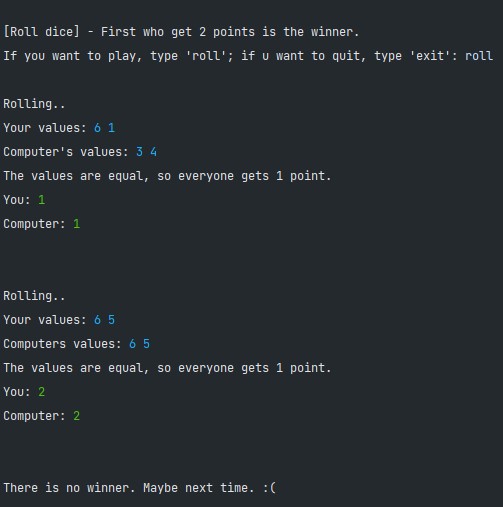 [Roll dice] - First who get 2 points is the winner.
If you want to play, type 'roll'; if u want to quit, type 'exit': roll
Rolling..
Your values: 6 1
Computer's values: 3 4
The values are equal, so everyone gets 1 point.
You: 1
Computer: 1
Rolling..
Your values: 6 5
Computers values: 6 5
The values are equal, so everyone gets 1 point.
You: 2
Computer: 2
There is no winner. Maybe next time. :(